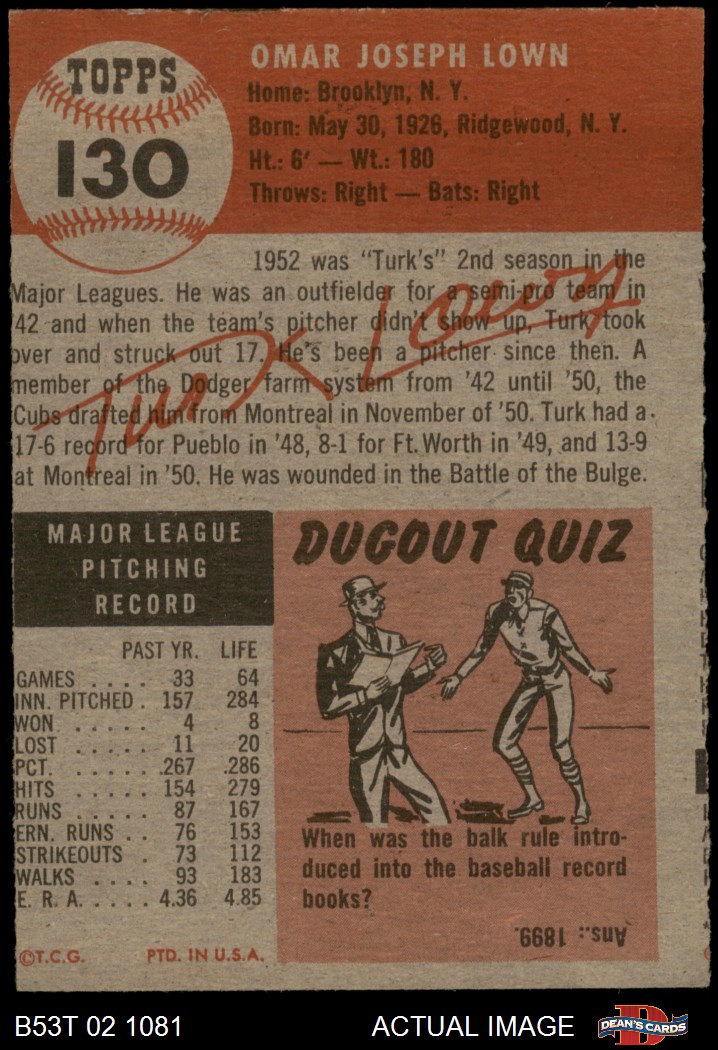 TOPPS
130
OMAR JOSEPH LOWN
Home: Brooklyn, N. Y.
Born: May 30, 1926, Ridgewood, N. Y.
Ht.: 6' — Wt.: 180
Throws: Right — Bats: Right
1952 was "Turk's" 2nd season in the
Major Leagues. He was an outfielder for a semi-pro team in
'42 and when the team's pitcher didn't show up, Turk took
over and struck out 17. He's been a pitcher since then. A
member of the Dodger farm system from '42 until '50, the
Cubs drafted him from Montreal in November of '50. Turk had a
17-6 record for Pueblo in '48, 8-1 for Ft. Worth in '49, and 13-9
at Montreal in '50. He was wounded in the Battle of the Bulge.
Turk Lown
MAJOR LEAGUE
PITCHING
RECORD
PAST YR. LIFE
GAMES . . . . 33 64
INN. PITCHED . 157 284
WON . . . . . 4 8
LOST . . . . . 11 20
PCT. . . . . . .267 .286
HITS . . . . . 154 279
RUNS . . . . . 87 167
ERN. RUNS . . 76 153
STRIKEOUTS . 73 112
WALKS . . . . 93 183
E. R. A. . . . . 4.36 4.85
©T.C.G. PTD. IN U.S.A.
DUGOUT QUIZ
When was the balk rule intro-
duced into the baseball record
books?
Ans.: 1899.
B53T 02 1081 ACTUAL IMAGE
D
DEAN'S CARDS